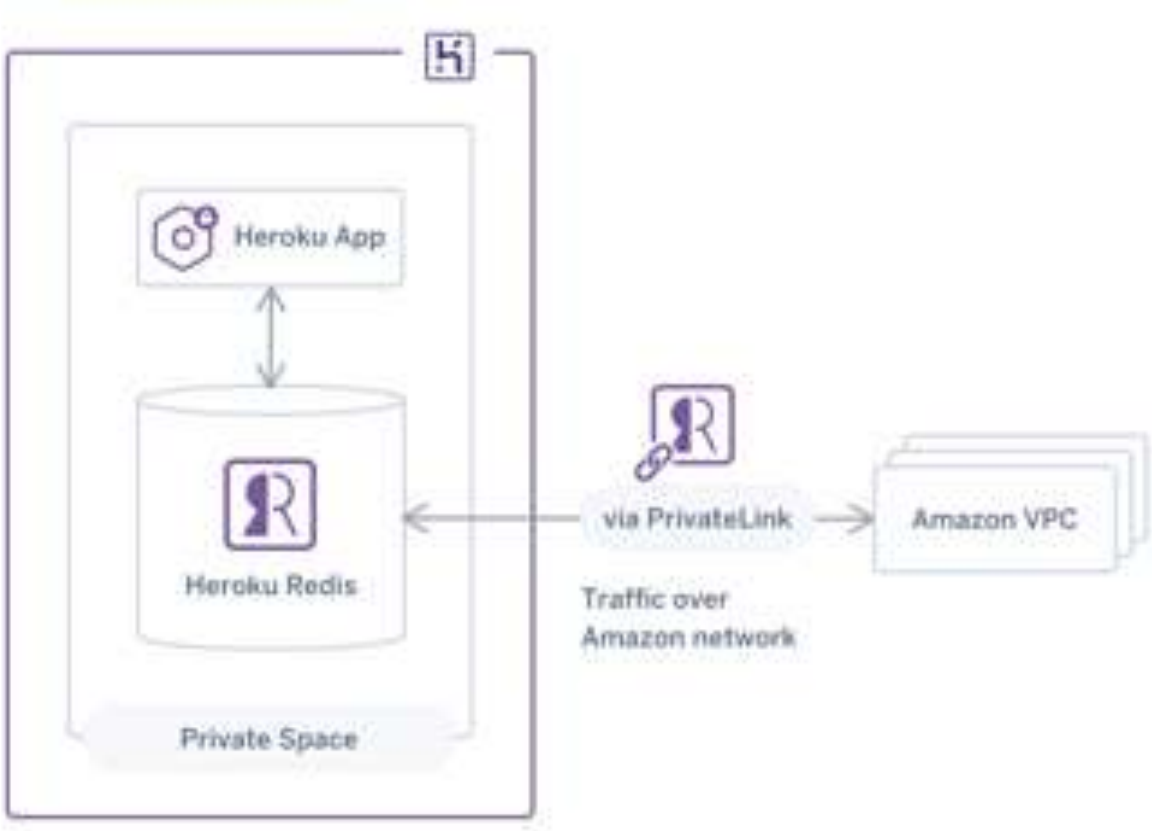 Heroku App
Heroku Redis
via PrivateLink
Amazon VPC
Traffic over
Amazon network
Private Space